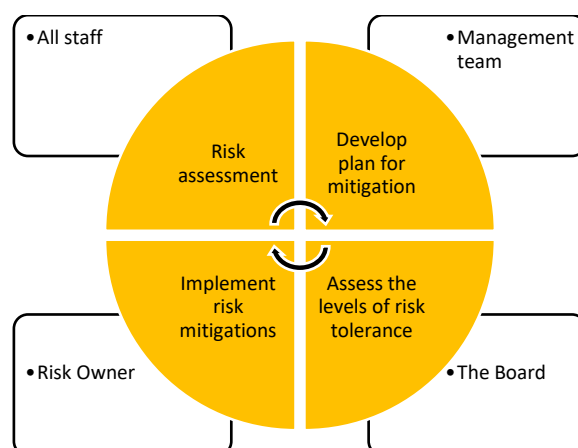 •All staff
•Management
team
Risk
assessment
Develop
plan for
mitigation
Implement
risk
mitigations
Assess the
levels of risk
tolerance
•Risk Owner
•The Board